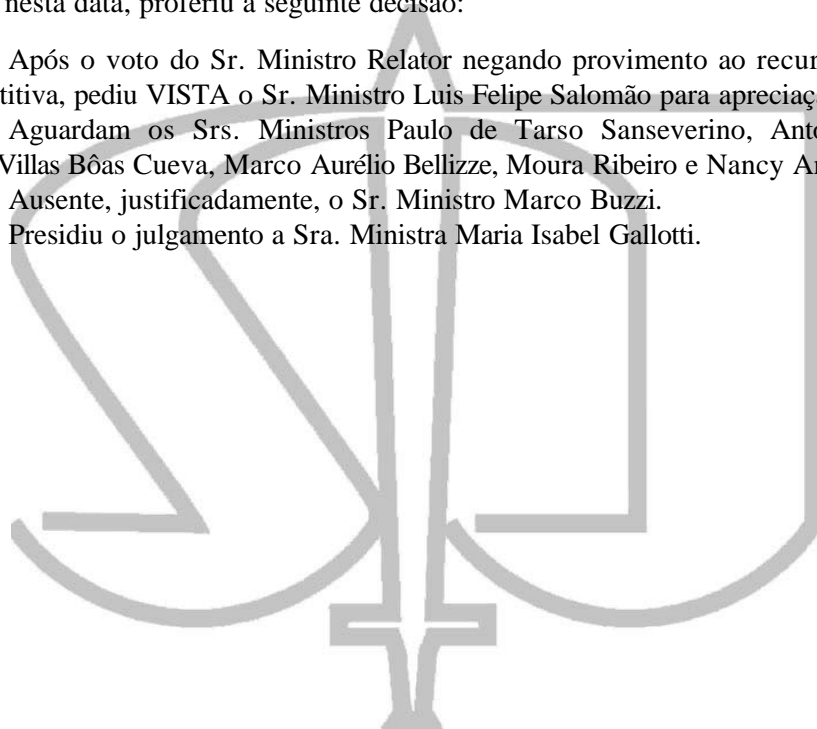 nesta data, proferiu a seguinte decisão:
Após o voto do Sr. Ministro Relator negando provimento ao recur
titiva, pediu VISTA o Sr. Ministro Luis Felipe Salomão para apreciaç
Aguardam os Srs. Ministros Paulo de Tarso Sanseverino, Anto
Villas Bôas Cueva, Marco Aurélio Bellizze, Moura Ribeiro e Nancy An
Ausente, justificadamente, o Sr. Ministro Marco Buzzi.
Presidiu o julgamento a Sra. Ministra Maria Isabel Gallotti.